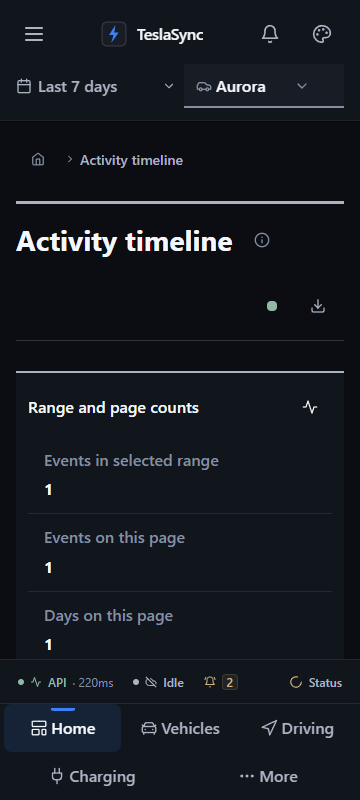 TeslaSync
Last 7 days
Aurora
Activity timeline
Activity timeline
Range and page counts
Events in selected range
1
Events on this page
1
Days on this page
1
API · 220ms
Idle
2
Status
Home
Vehicles
Driving
Charging
More